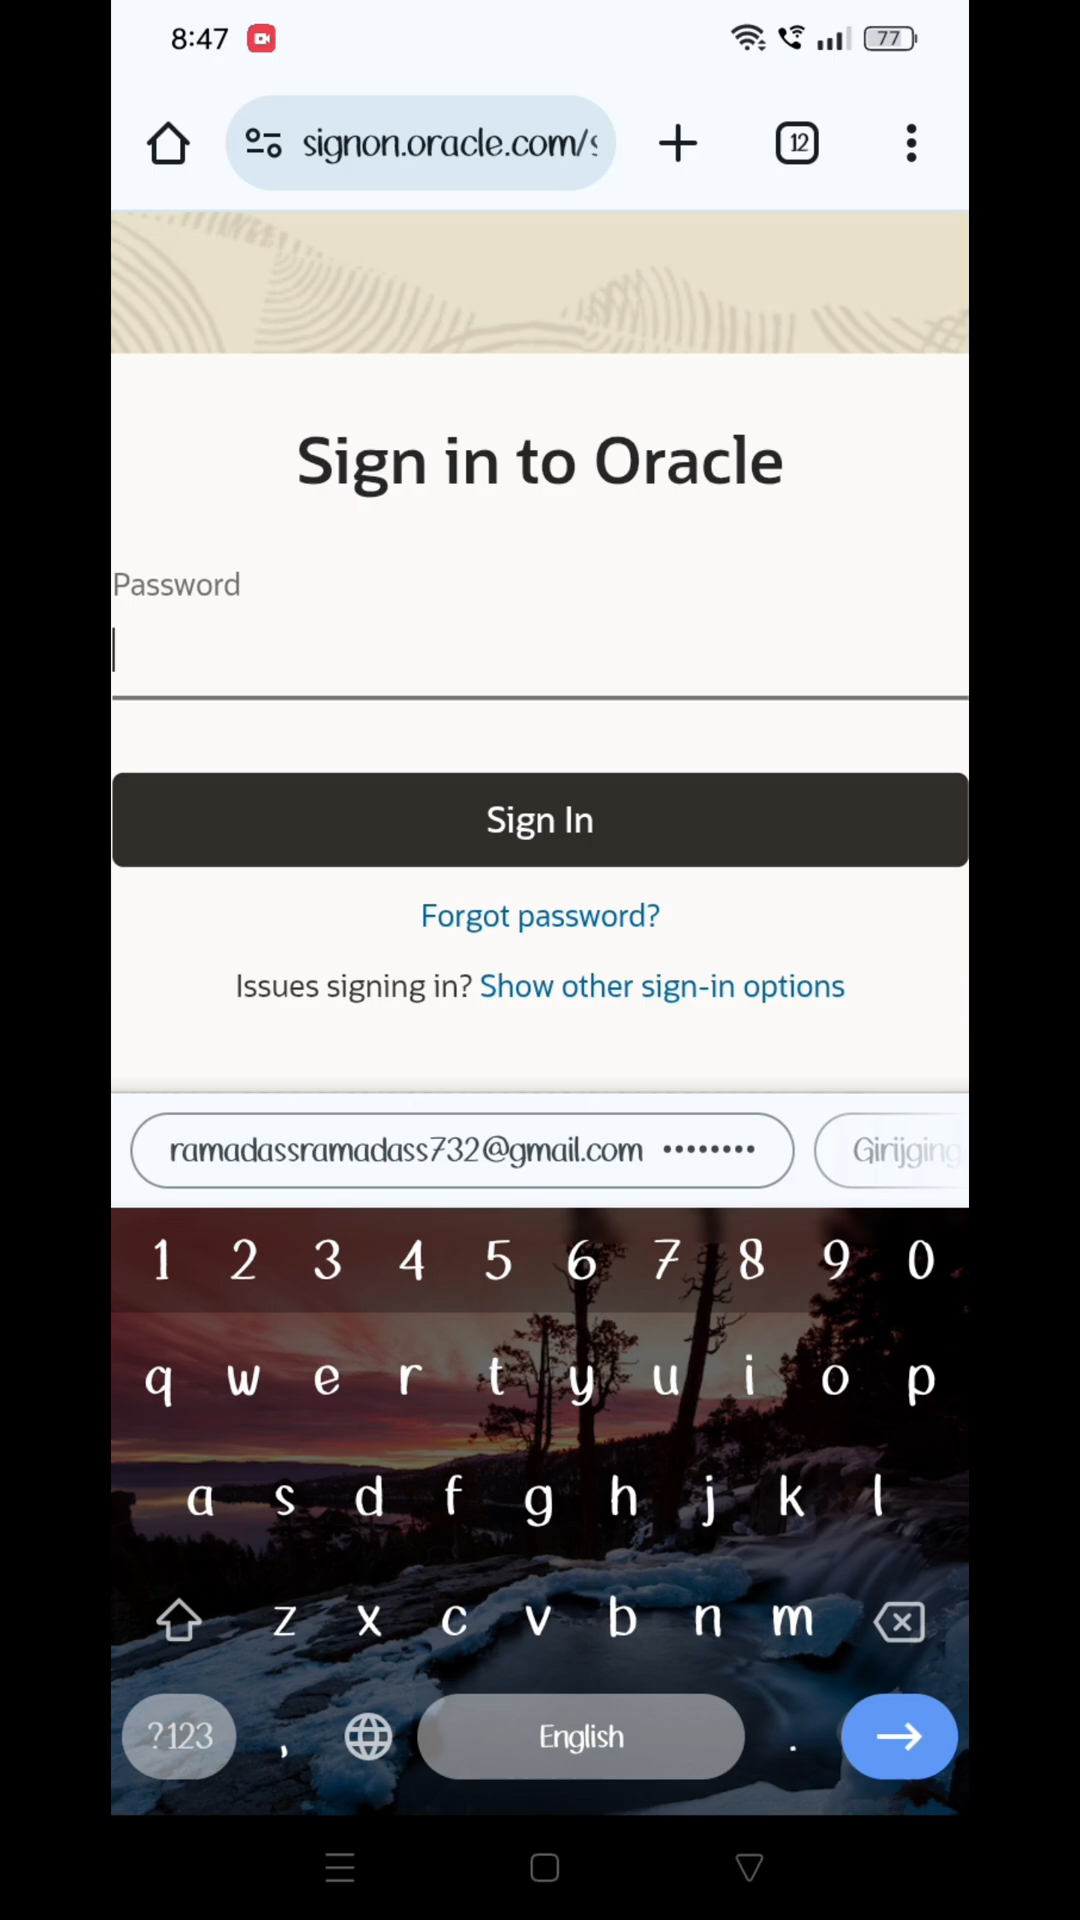 8:47 77
signon.oracle.com/s 12
Sign in to Oracle
Password
Sign In
Forgot password?
Issues signing in? Show other sign-in options
ramadassramadass732@gmail.com •••••••• Girijging
1 2 3 4 5 6 7 8 9 0
q w e r t y u i o p
a s d f g h j k l
z x c v b n m
?123 , English .